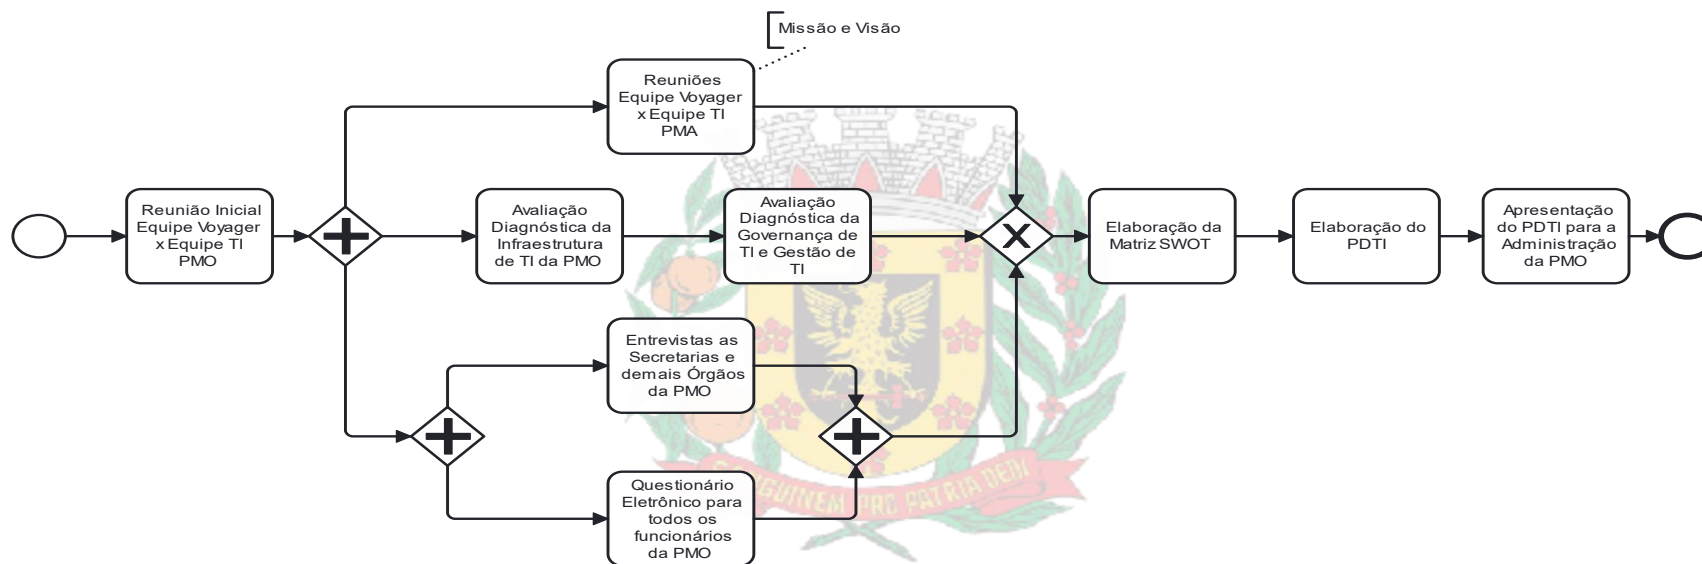 Missão e Visão
Reuniões
Equipe Voyager
x Equipe TI
PMA
Reunião Inicial
Equipe Voyager
x Equipe TI
PMO
Avaliação
Diagnóstica da
Infraestrutura
de TI da PMO
Avaliação
Diagnóstica da
Governança de
TI e Gestão de
TI
Elaboração da
Matriz SWOT
Elaboração do
PDTI
Apresentação
do PDTI para a
Administração
da PMO
Entrevistas as
Secretarias e
demais Órgãos
da PMO
Questionário
Eletrônico para
todos os
funcionários
da PMO
PRO PATRIA DEDI